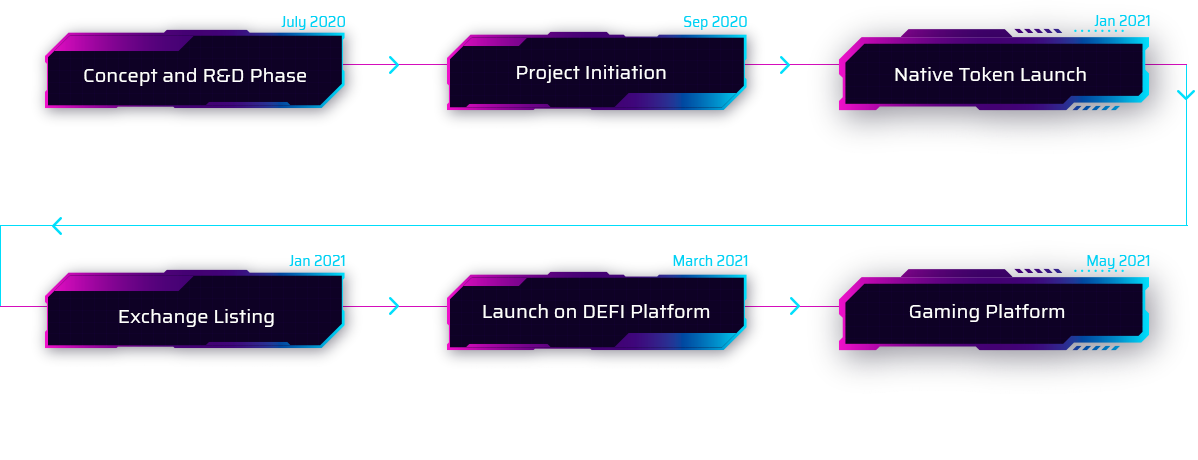 July 2020
Concept and R&D Phase
Sep 2020
Project Initiation
Jan 2021
Native Token Launch
Jan 2021
Exchange Listing
March 2021
Launch on DEFI Platform
May 2021
Gaming Platform